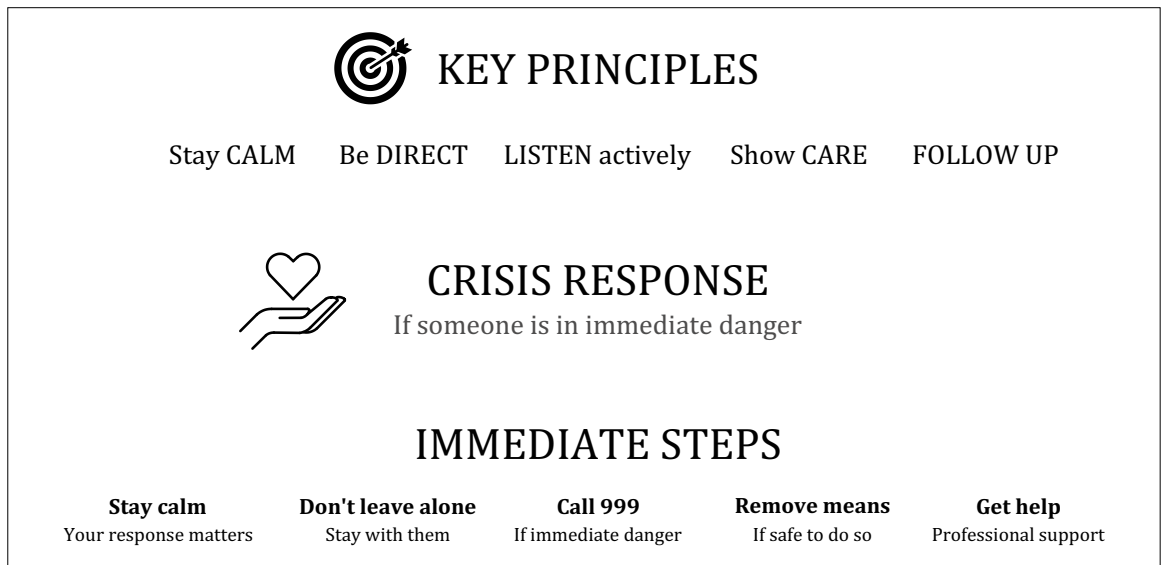 KEY PRINCIPLES
Stay CALM Be DIRECT LISTEN actively Show CARE FOLLOW UP
CRISIS RESPONSE
If someone is in immediate danger
IMMEDIATE STEPS
Stay calm Don't leave alone Call 999 Remove means Get help
Your response matters Stay with them If immediate danger If safe to do so Professional support